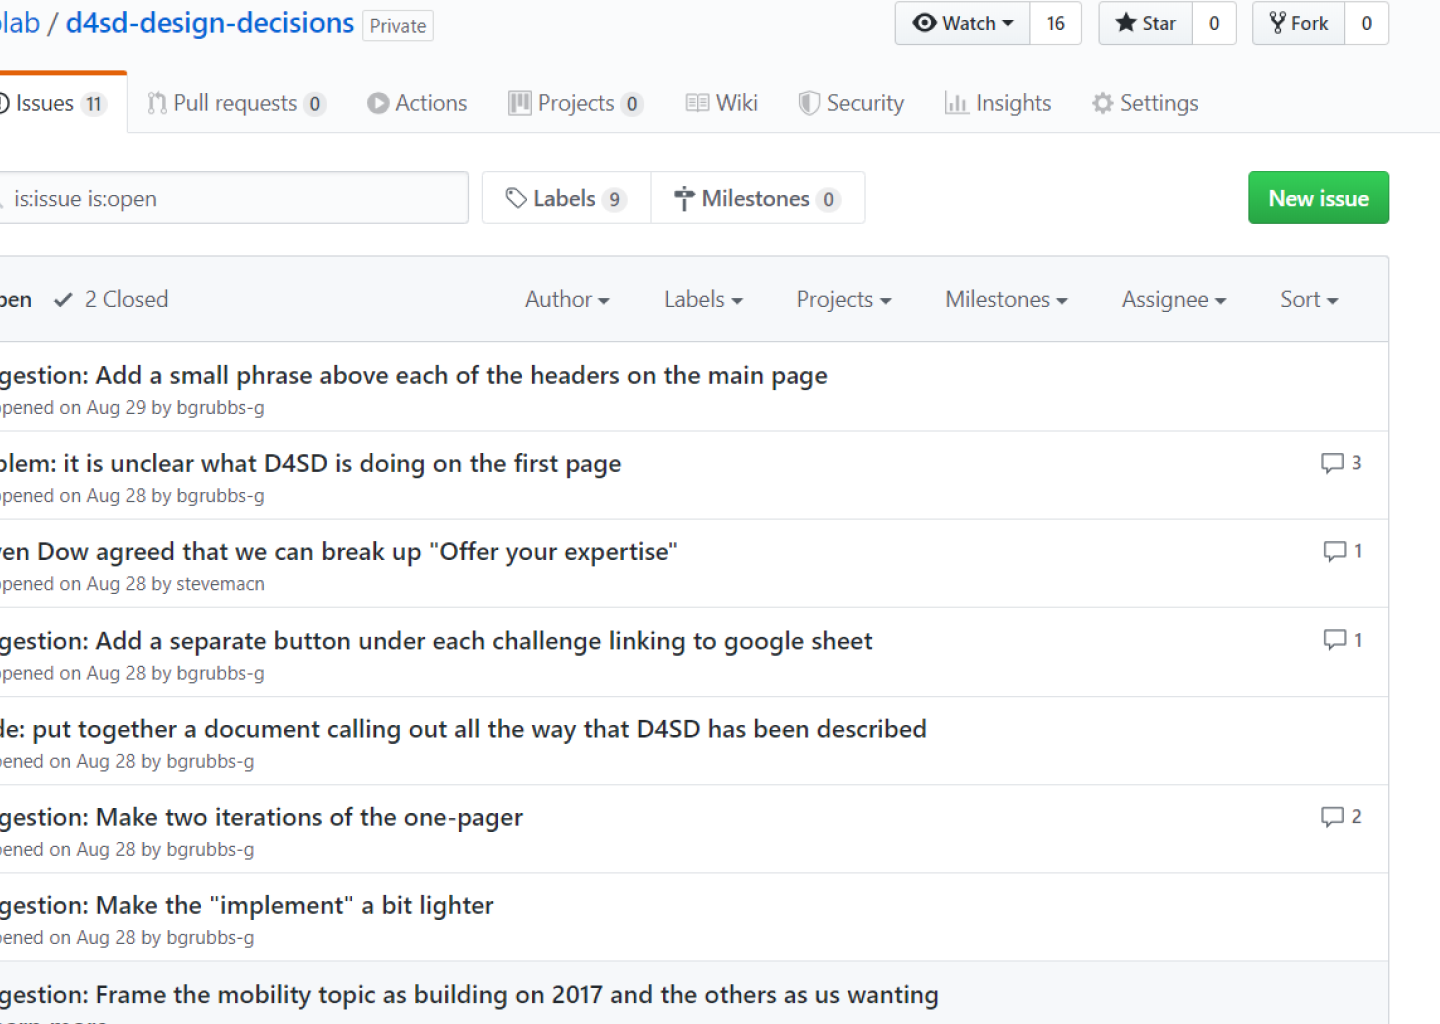 lab / d4sd-design-decisions Private Watch 16 Star 0 Fork 0
Issues 11 Pull requests 0 Actions Projects 0 Wiki Security Insights Settings
is:issue is:open Labels 9 Milestones 0 New issue
pen 2 Closed Author Labels Projects Milestones Assignee Sort
gestion: Add a small phrase above each of the headers on the main page
pened on Aug 29 by bgrubbs-g
blem: it is unclear what D4SD is doing on the first page 3
pened on Aug 28 by bgrubbs-g
ven Dow agreed that we can break up "Offer your expertise" 1
pened on Aug 28 by stevemacn
gestion: Add a separate button under each challenge linking to google sheet 1
pened on Aug 28 by bgrubbs-g
de: put together a document calling out all the way that D4SD has been described
ened on Aug 28 by bgrubbs-g
gestion: Make two iterations of the one-pager 2
ened on Aug 28 by bgrubbs-g
gestion: Make the "implement" a bit lighter
ened on Aug 28 by bgrubbs-g
gestion: Frame the mobility topic as building on 2017 and the others as us wanting